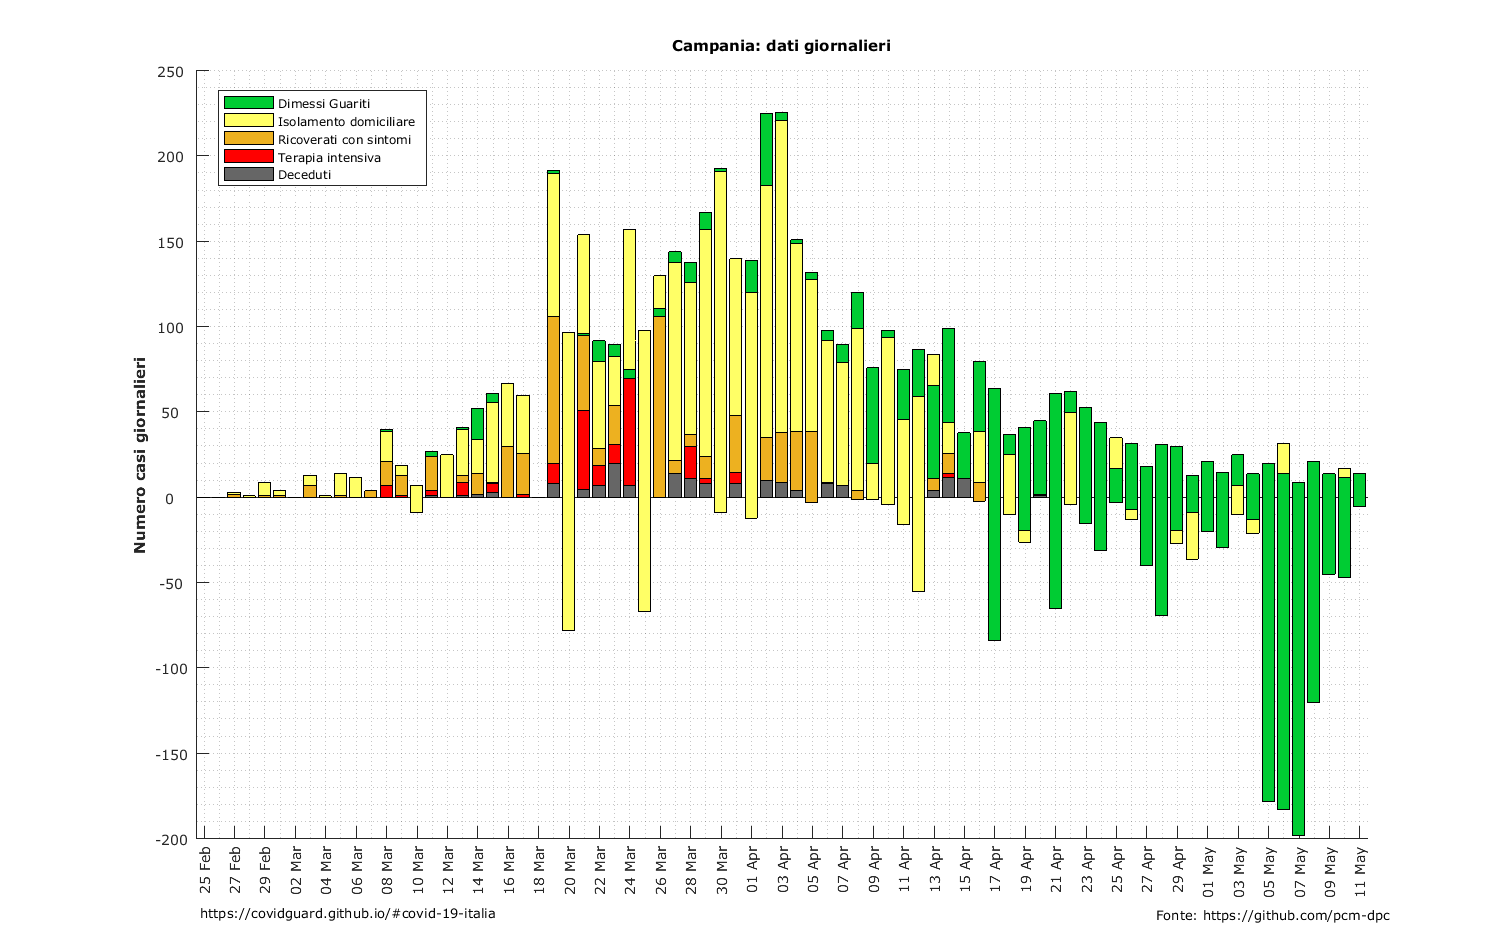 Campania: dati giornalieri
250
200
150
100
50
0
-50
-100
-150
-200
Numero casi giornalieri
Dimessi Guariti
Isolamento domiciliare
Ricoverati con sintomi
Terapia intensiva
Deceduti
25 Feb
27 Feb
29 Feb
02 Mar
04 Mar
06 Mar
08 Mar
10 Mar
12 Mar
14 Mar
16 Mar
18 Mar
20 Mar
22 Mar
24 Mar
26 Mar
28 Mar
30 Mar
01 Apr
03 Apr
05 Apr
07 Apr
09 Apr
11 Apr
13 Apr
15 Apr
17 Apr
19 Apr
21 Apr
23 Apr
25 Apr
27 Apr
29 Apr
01 May
03 May
05 May
07 May
09 May
11 May
https://covidguard.github.io/#covid-19-italia
Fonte: https://github.com/pcm-dpc